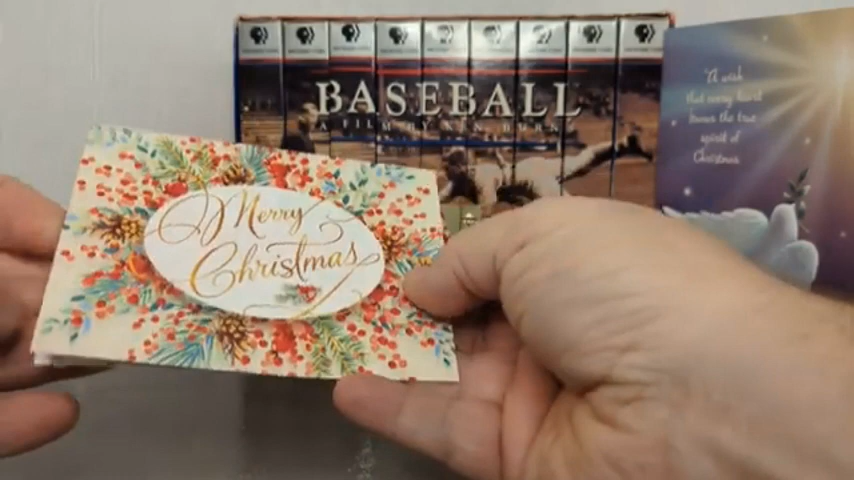 BASEBALL
A FILM BY KEN BURNS
A wish
that every heart
knows the true
spirit of
Christmas.
Merry
Christmas